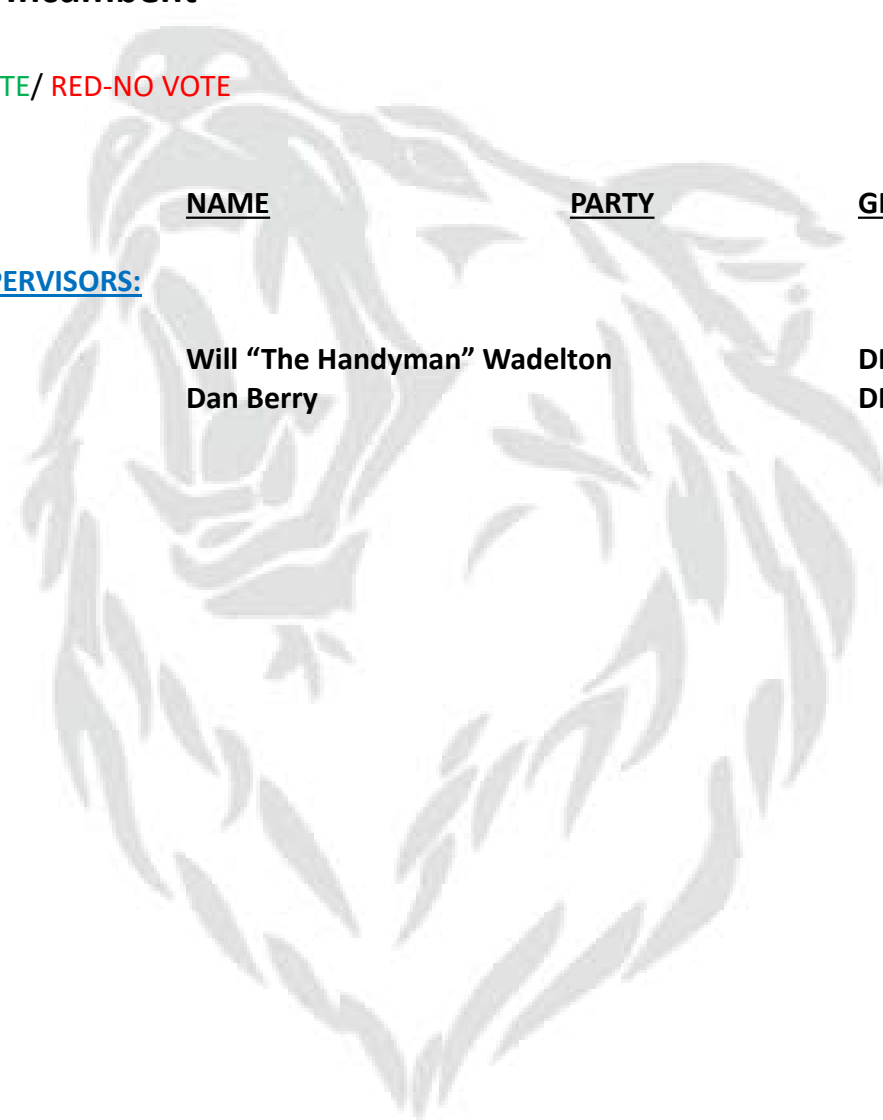 TE/ RED-NO VOTE
NAME PARTY
PERVISORS:
Will “The Handyman” Wadelton
Dan Berry